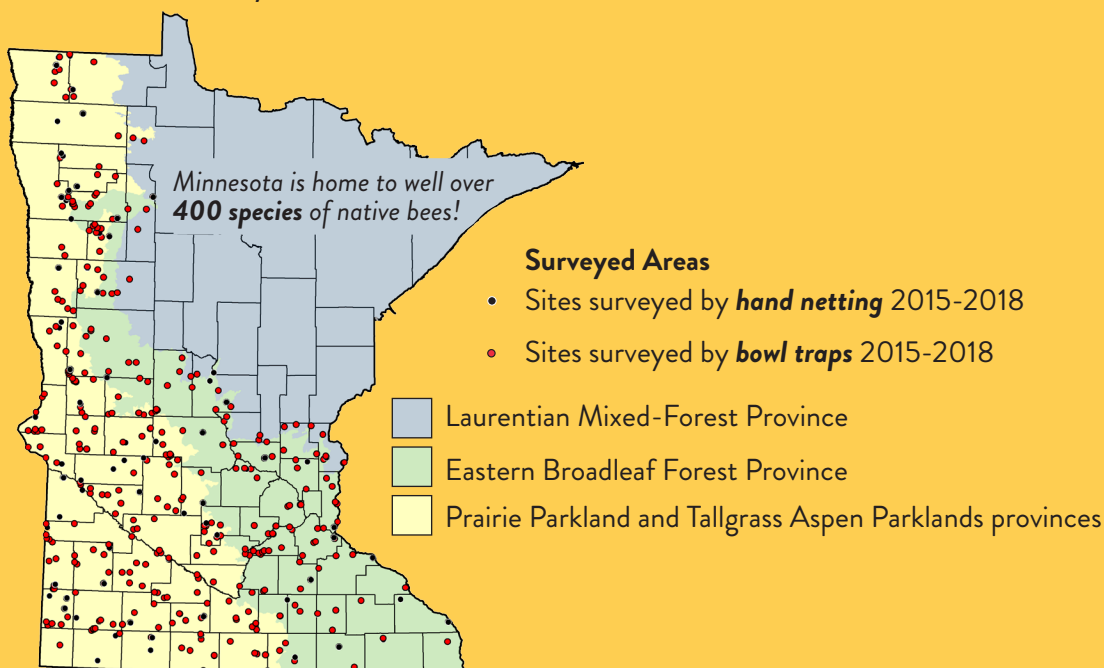 Minnesota is home to well over
400 species of native bees!
Surveyed Areas
Sites surveyed by hand netting 2015-2018
Sites surveyed by bowl traps 2015-2018
Laurentian Mixed-Forest Province
Eastern Broadleaf Forest Province
Prairie Parkland and Tallgrass Aspen Parklands provinces